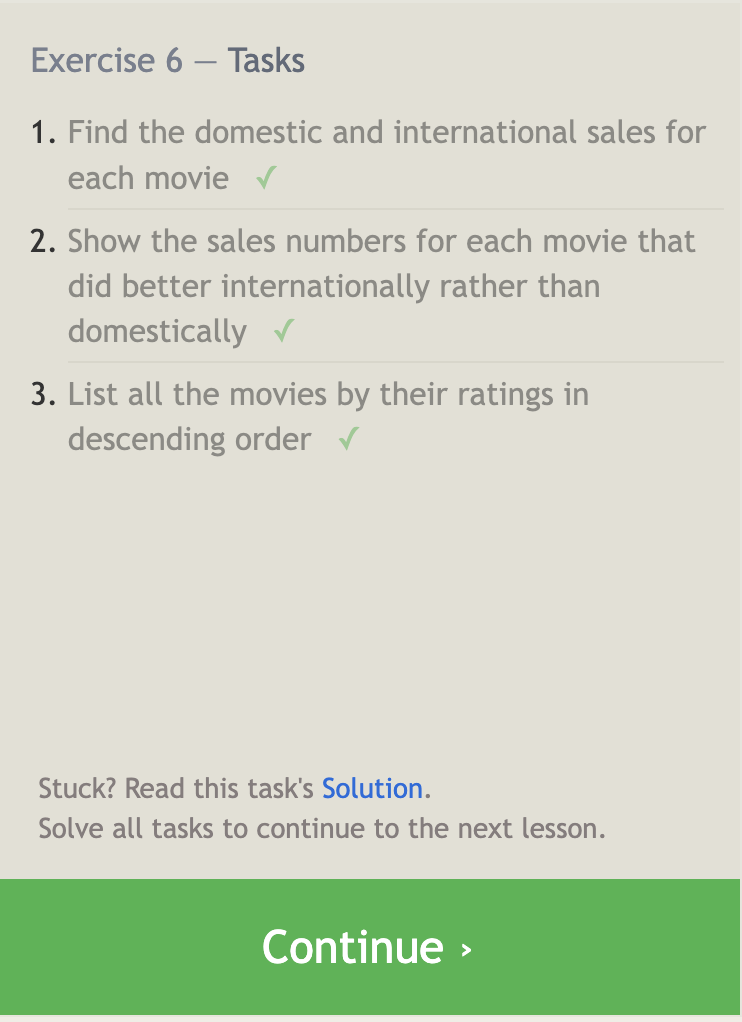 Exercise 6 — Tasks
1. Find the domestic and international sales for
each movie ✓
2. Show the sales numbers for each movie that
did better internationally rather than
domestically ✓
3. List all the movies by their ratings in
descending order ✓
Stuck? Read this task's Solution.
Solve all tasks to continue to the next lesson.
Continue ›